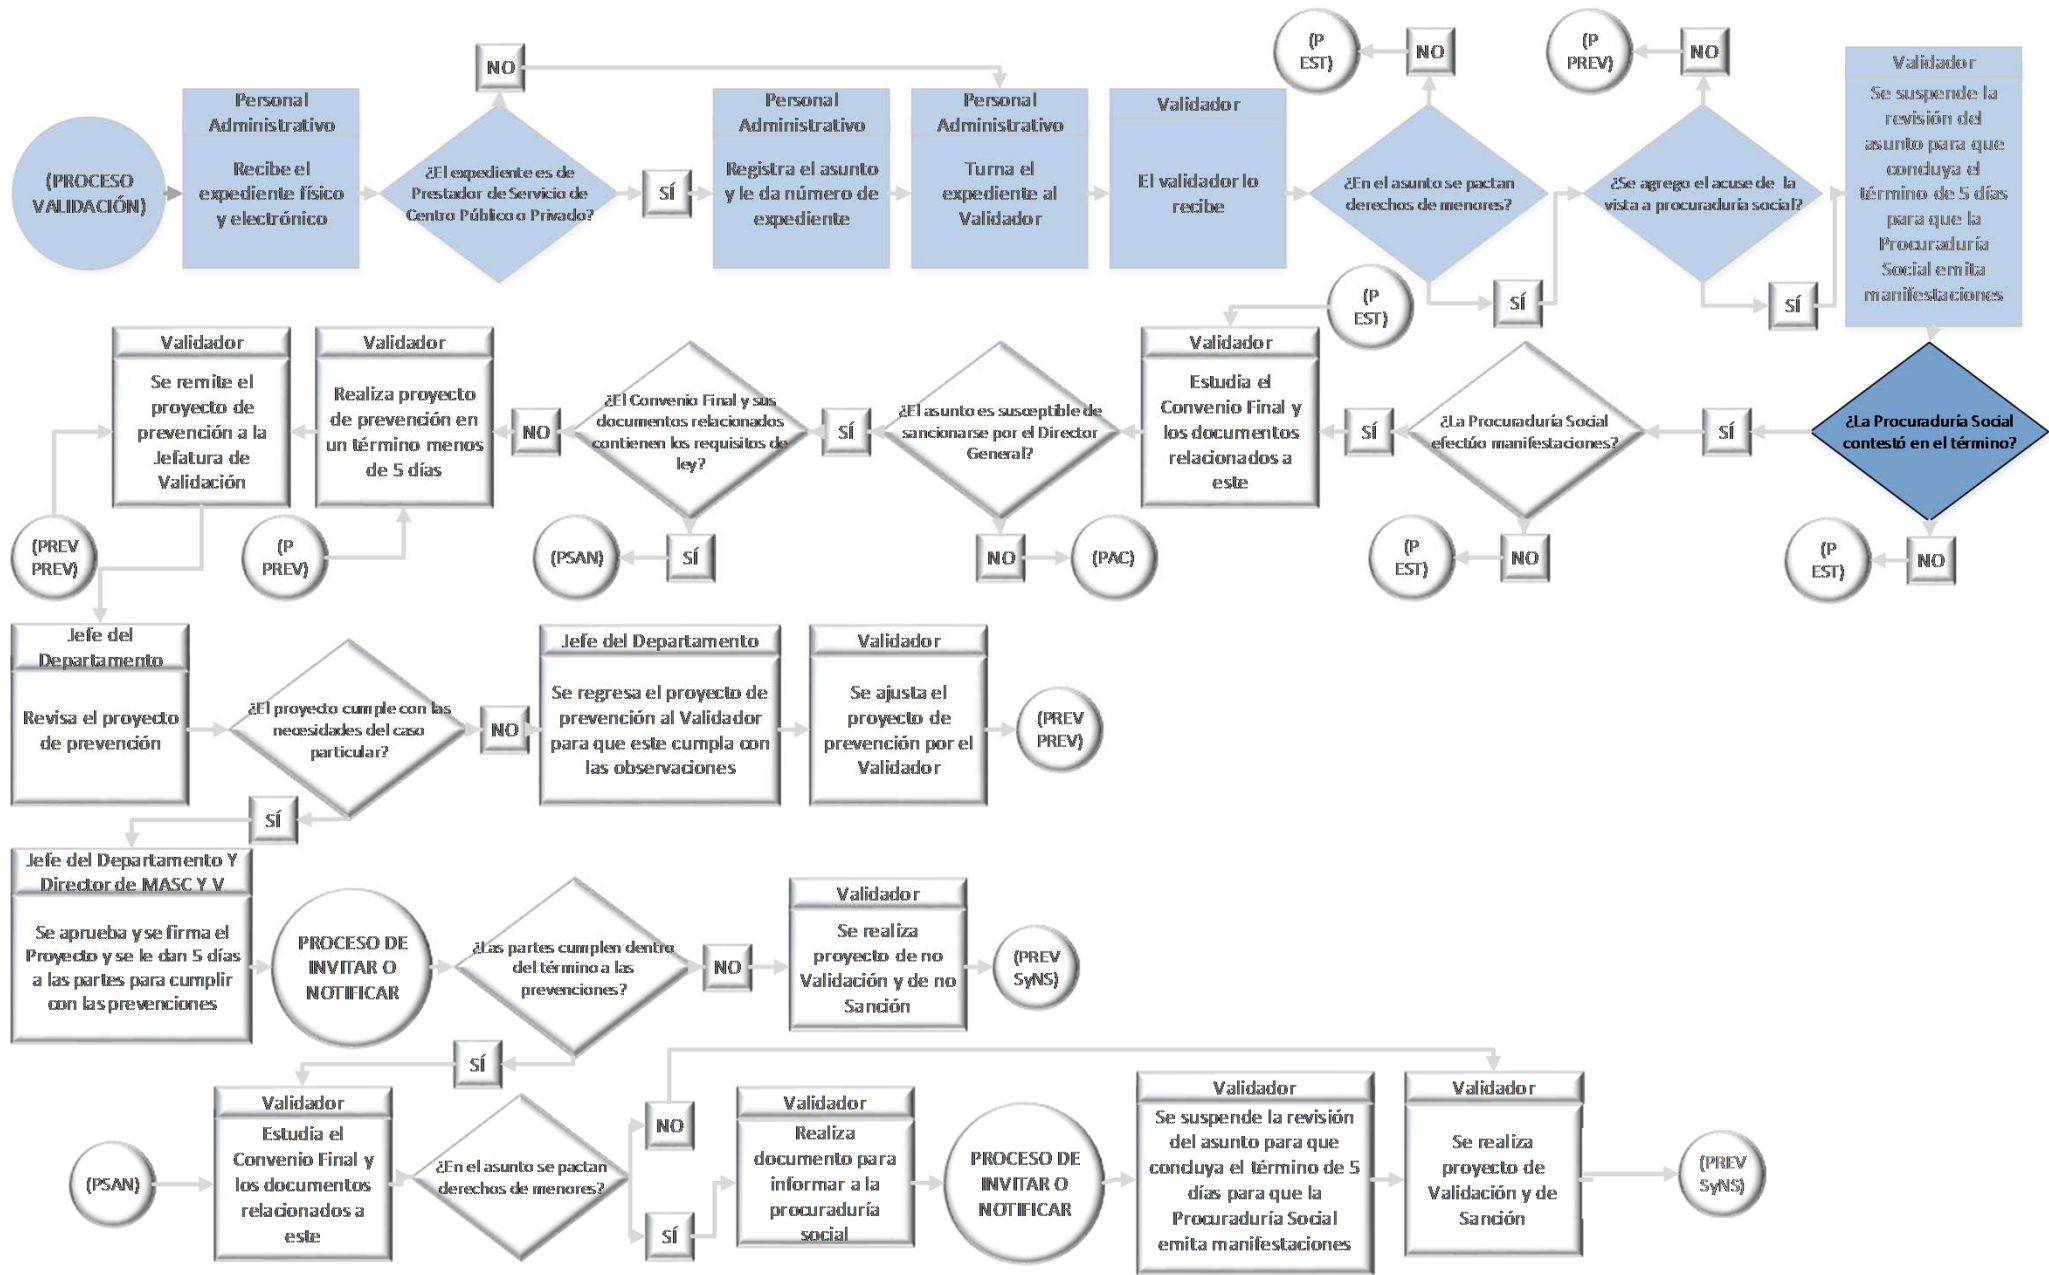 (PROCESO
VALIDACIÓN)
Personal
Administrativo
Recibe el
expediente físico
y electrónico
NO
¿El expediente es de
Prestador de Servicio de
Centro Público o Privado?
SÍ
Personal
Administrativo
Registra el asunto
y le da número de
expediente
Personal
Administrativo
Turna el
expediente al
Validador
Validador
El validador lo
recibe
(P
EST)
NO
¿En el asunto se pactan
derechos de menores?
SÍ
(P
PREV)
NO
¿Se agrego el acuse de la
vista a procuraduría social?
SÍ
Validador
Se suspende la
revisión del
asunto para que
concluya el
término de 5 días
para que la
Procuraduría
Social emita
manifestaciones
¿La Procuraduría Social
contestó en el término?
NO
(P
EST)
SÍ
¿La Procuraduría Social
efectúo manifestaciones?
NO
(P
EST)
SÍ
(P
EST)
Validador
Estudia el
Convenio Final y
los documentos
relacionados a
este
¿El asunto es susceptible de
sancionarse por el Director
General?
NO
(PAC)
SÍ
¿El Convenio Final y sus
documentos relacionados
contienen los requisitos de
ley?
SÍ
(PSAN)
NO
Validador
Realiza proyecto
de prevención en
un término menos
de 5 días
(P
PREV)
Validador
Se remite el
proyecto de
prevención a la
Jefatura de
Validación
(PREV
PREV)
Jefe del
Departamento
Revisa el proyecto
de prevención
¿El proyecto cumple con las
necesidades del caso
particular?
NO
Jefe del Departamento
Se regresa el proyecto de
prevención al Validador
para que este cumpla con
las observaciones
Validador
Se ajusta el
proyecto de
prevención por el
Validador
(PREV
PREV)
SÍ
Jefe del Departamento Y
Director de MASC Y V
Se aprueba y se firma el
Proyecto y se le dan 5 días
a las partes para cumplir
con las prevenciones
PROCESO DE
INVITAR O
NOTIFICAR
¿Las partes cumplen dentro
del término a las
prevenciones?
NO
Validador
Se realiza
proyecto de no
Validación y de no
Sanción
(PREV
SyNS)
SÍ
(PSAN)
Validador
Estudia el
Convenio Final y
los documentos
relacionados a
este
¿En el asunto se pactan
derechos de menores?
NO
SÍ
Validador
Realiza
documento para
informar a la
procuraduría
social
PROCESO DE
INVITAR O
NOTIFICAR
Validador
Se suspende la revisión
del asunto para que
concluya el término de 5
días para que la
Procuraduría Social
emita manifestaciones
Validador
Se realiza
proyecto de
Validación y de
Sanción
(PREV
SyNS)